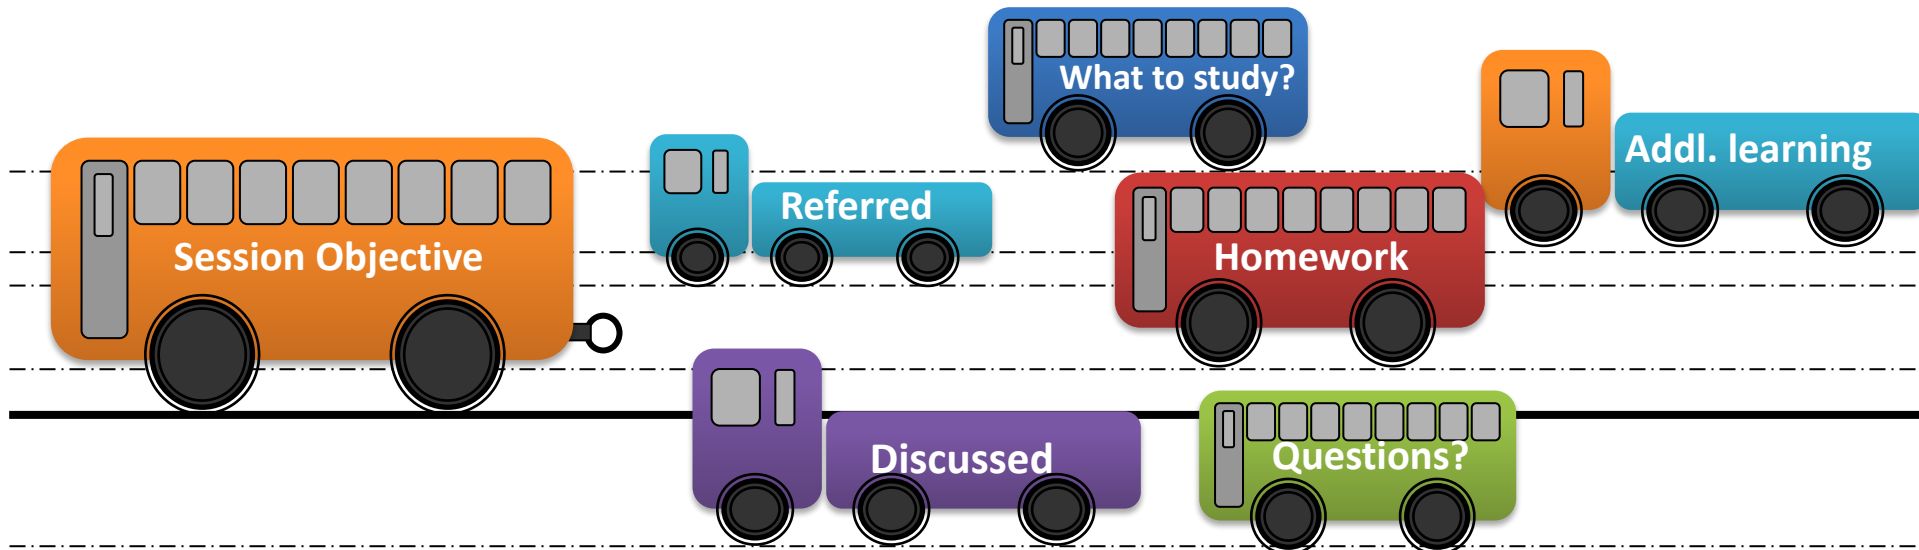 What to study?
Addl. learning
Referred
Session Objective
Homework
Discussed
Questions?